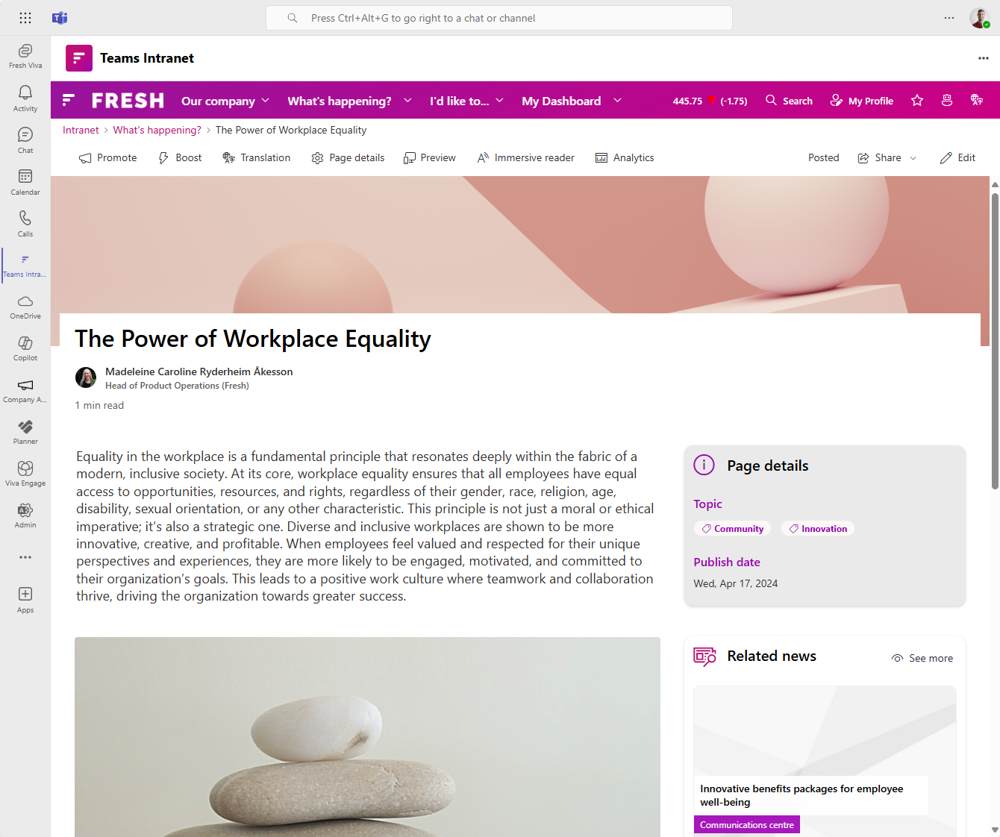 Press Ctrl+Alt+G to go right to a chat or channel
Fresh Viva
Activity
Chat
Calendar
Calls
Teams Intra...
OneDrive
Copilot
Company A...
Planner
Viva Engage
Admin
Apps
Teams Intranet
FRESH Our company What's happening? I'd like to... My Dashboard 445.75 (-1.75) Search My Profile
Intranet > What's happening? > The Power of Workplace Equality
Promote Boost Translation Page details Preview Immersive reader Analytics Posted Share Edit
The Power of Workplace Equality
Madeleine Caroline Ryderheim Åkesson
Head of Product Operations (Fresh)
1 min read
Equality in the workplace is a fundamental principle that resonates deeply within the fabric of a
modern, inclusive society. At its core, workplace equality ensures that all employees have equal
access to opportunities, resources, and rights, regardless of their gender, race, religion, age,
disability, sexual orientation, or any other characteristic. This principle is not just a moral or ethical
imperative; it's also a strategic one. Diverse and inclusive workplaces are shown to be more
innovative, creative, and profitable. When employees feel valued and respected for their unique
perspectives and experiences, they are more likely to be engaged, motivated, and committed to
their organization’s goals. This leads to a positive work culture where teamwork and collaboration
thrive, driving the organization towards greater success.
Page details
Topic
Community Innovation
Publish date
Wed, Apr 17, 2024
Related news
See more
Innovative benefits packages for employee
well-being
Communications centre